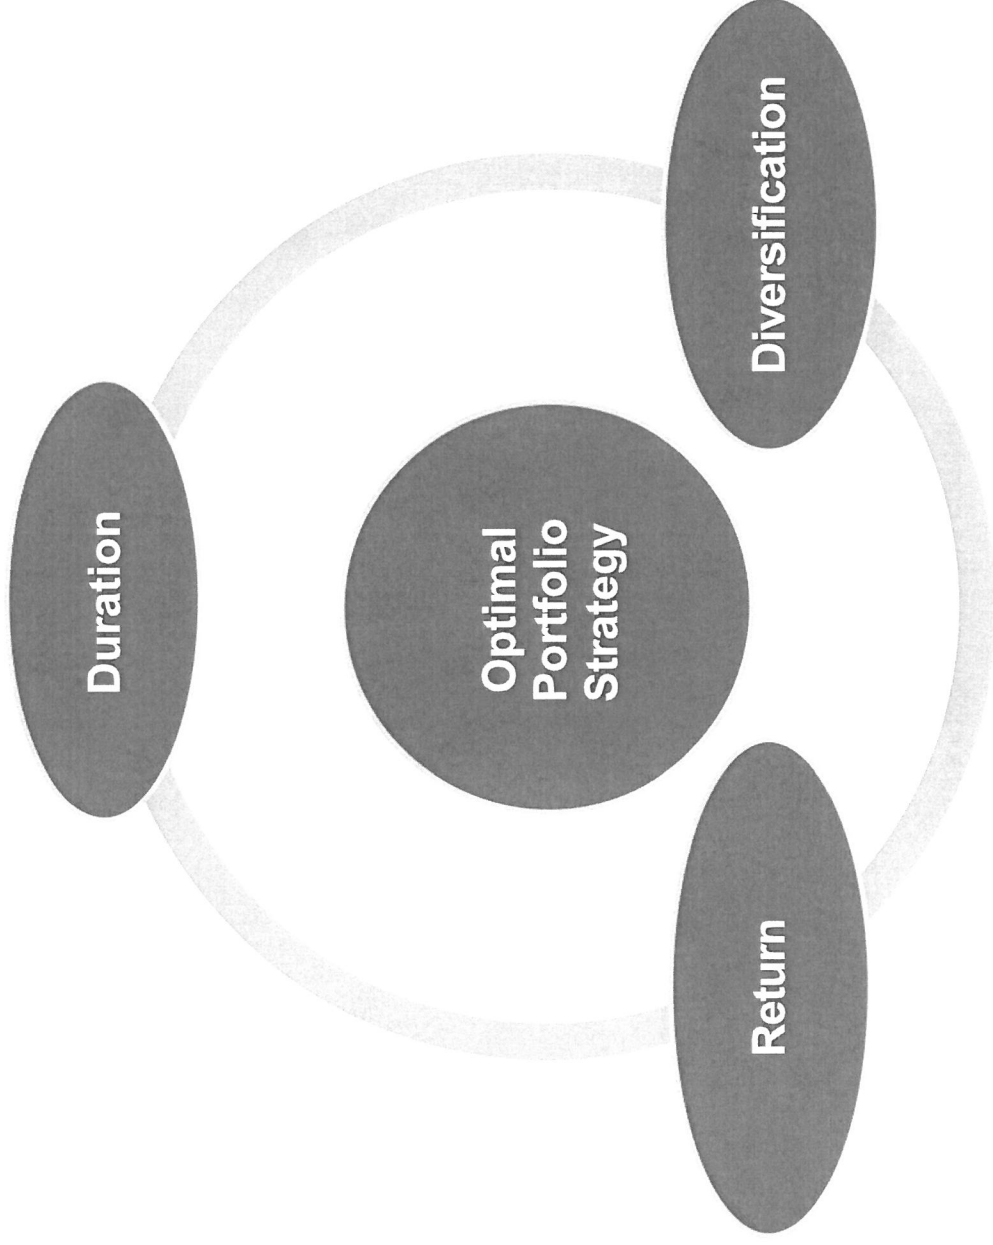 Duration
Optimal
Portfolio
Strategy
Return
Diversification